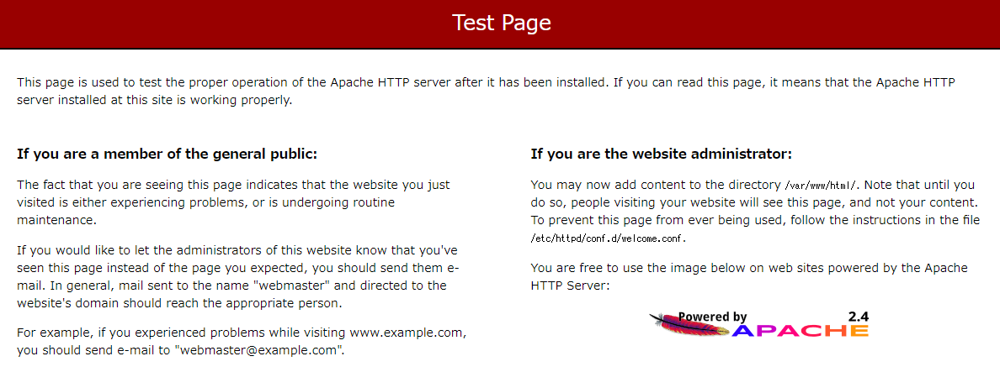 Test Page
This page is used to test the proper operation of the Apache HTTP server after it has been installed. If you can read this page, it means that the Apache HTTP
server installed at this site is working properly.
If you are a member of the general public:
The fact that you are seeing this page indicates that the website you just
visited is either experiencing problems, or is undergoing routine
maintenance.
If you would like to let the administrators of this website know that you've
seen this page instead of the page you expected, you should send them e-
mail. In general, mail sent to the name "webmaster" and directed to the
website's domain should reach the appropriate person.
For example, if you experienced problems while visiting www.example.com,
you should send e-mail to "webmaster@example.com".
If you are the website administrator:
You may now add content to the directory /var/www/html/. Note that until you
do so, people visiting your website will see this page, and not your content.
To prevent this page from ever being used, follow the instructions in the file
/etc/httpd/conf.d/welcome.conf.
You are free to use the image below on web sites powered by the Apache
HTTP Server:
Powered by 2.4
APACHE